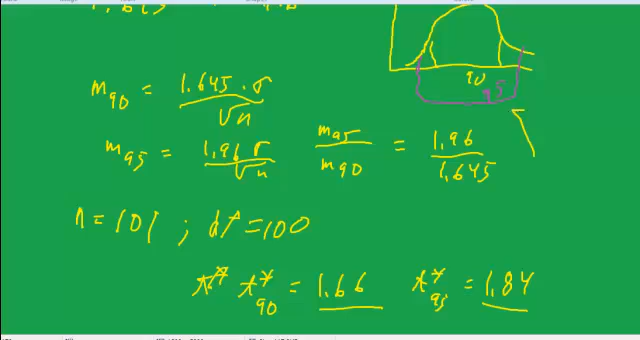 90
95
m90 = 1.645 · σ / √n
m95 = 1.96 σ / √n m95 / m90 = 1.96 / 1.645
n = 101 ; df = 100
t* t*90 = 1.66 t*95 = 1.84